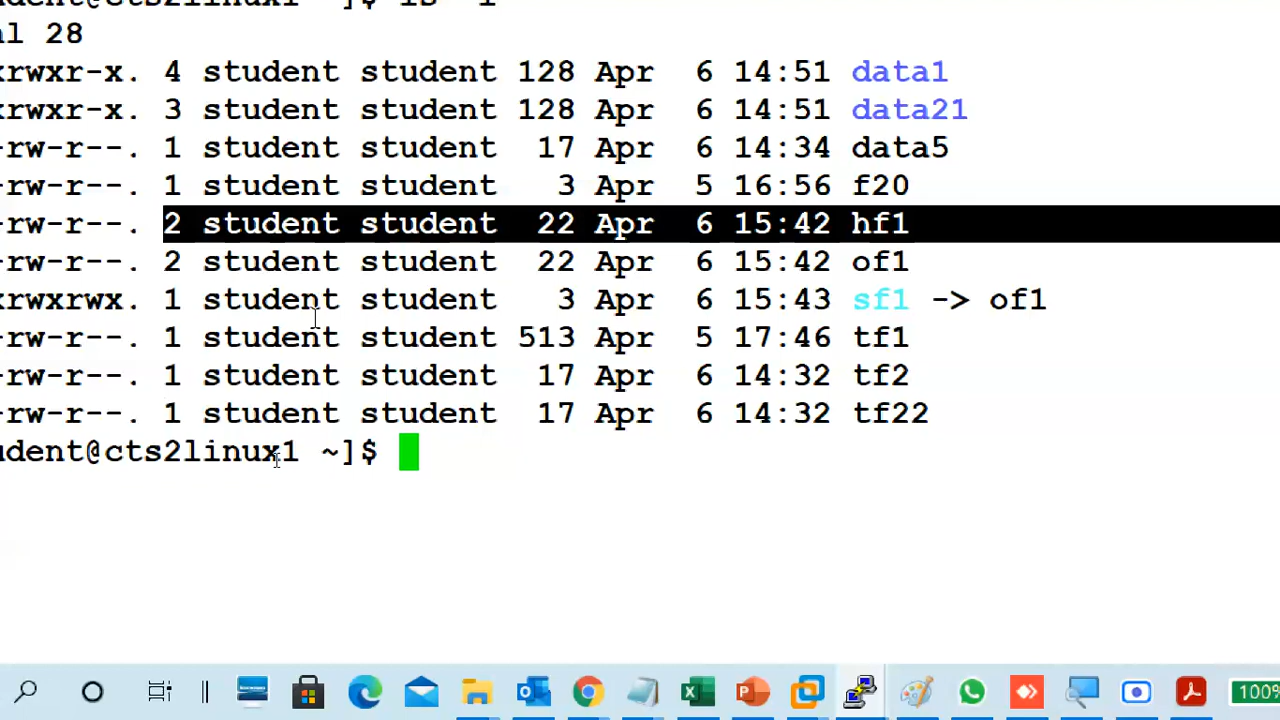 udent@cts2linux1 ~]$ ls -l
al 28
xrwxr-x. 4 student student 128 Apr  6 14:51 data1
xrwxr-x. 3 student student 128 Apr  6 14:51 data21
-rw-r--. 1 student student  17 Apr  6 14:34 data5
-rw-r--. 1 student student   3 Apr  5 16:56 f20
-rw-r--. 2 student student  22 Apr  6 15:42 hf1
-rw-r--. 2 student student  22 Apr  6 15:42 of1
xrwxrwx. 1 student student   3 Apr  6 15:43 sf1 -> of1
-rw-r--. 1 student student 513 Apr  5 17:46 tf1
-rw-r--. 1 student student  17 Apr  6 14:32 tf2
-rw-r--. 1 student student  17 Apr  6 14:32 tf22
udent@cts2linux1 ~]$
100%